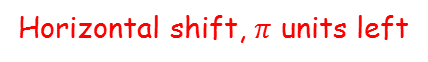 Horizontal shift, π units left